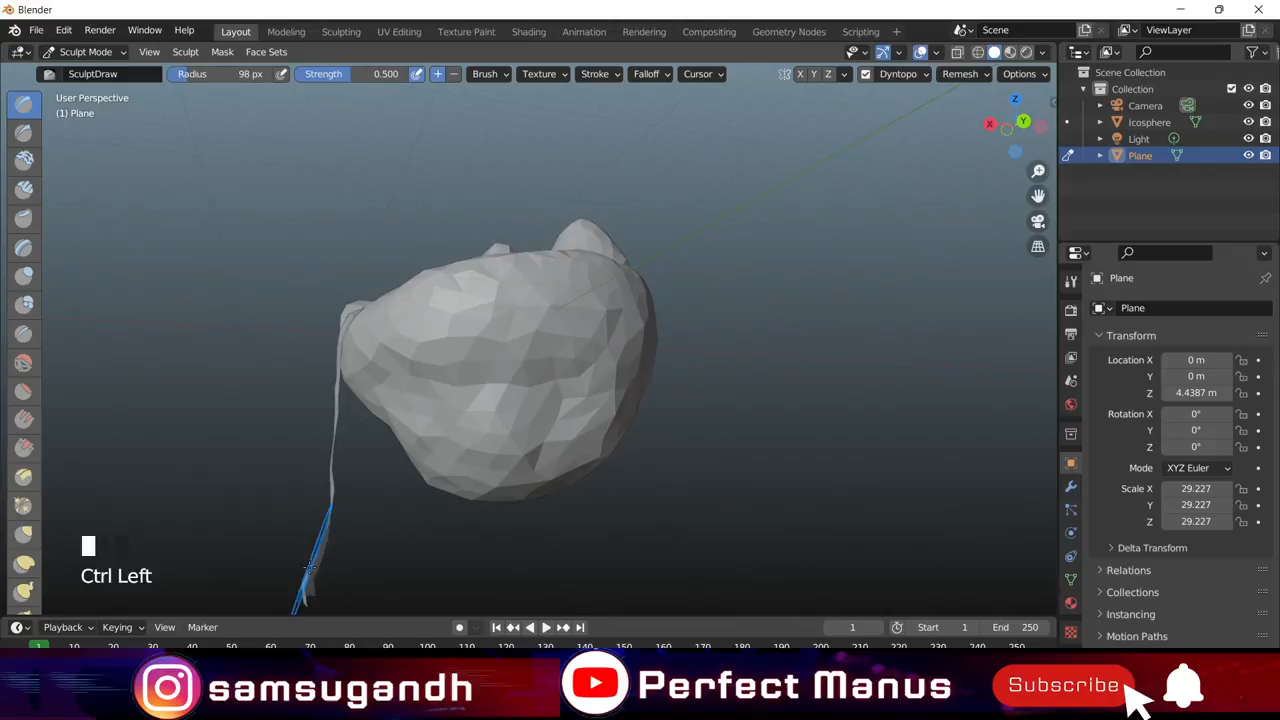 Blender
File Edit Render Window Help Layout Modeling Sculpting UV Editing Texture Paint Shading Animation Rendering Compositing Geometry Nodes Scripting + Scene ViewLayer
Sculpt Mode View Sculpt Mask Face Sets
SculptDraw Radius 98 px Strength 0.500 Brush Texture Stroke Falloff Cursor X Y Z Dyntopo Remesh Options
User Perspective
(1) Plane
Z
X Y
Scene Collection
Collection
Camera
Icosphere
Light
Plane
Plane
Plane
Transform
Location X 0 m
Y 0 m
Z 4.4387 m
Rotation X 0°
Y 0°
Z 0°
Mode XYZ Euler
Scale X 29.227
Y 29.227
Z 29.227
Delta Transform
Relations
Collections
Instancing
Motion Paths
Ctrl Left
Playback Keying View Marker 1 Start 1 End 250
samsugandh
Perfect Manus
Subscribe